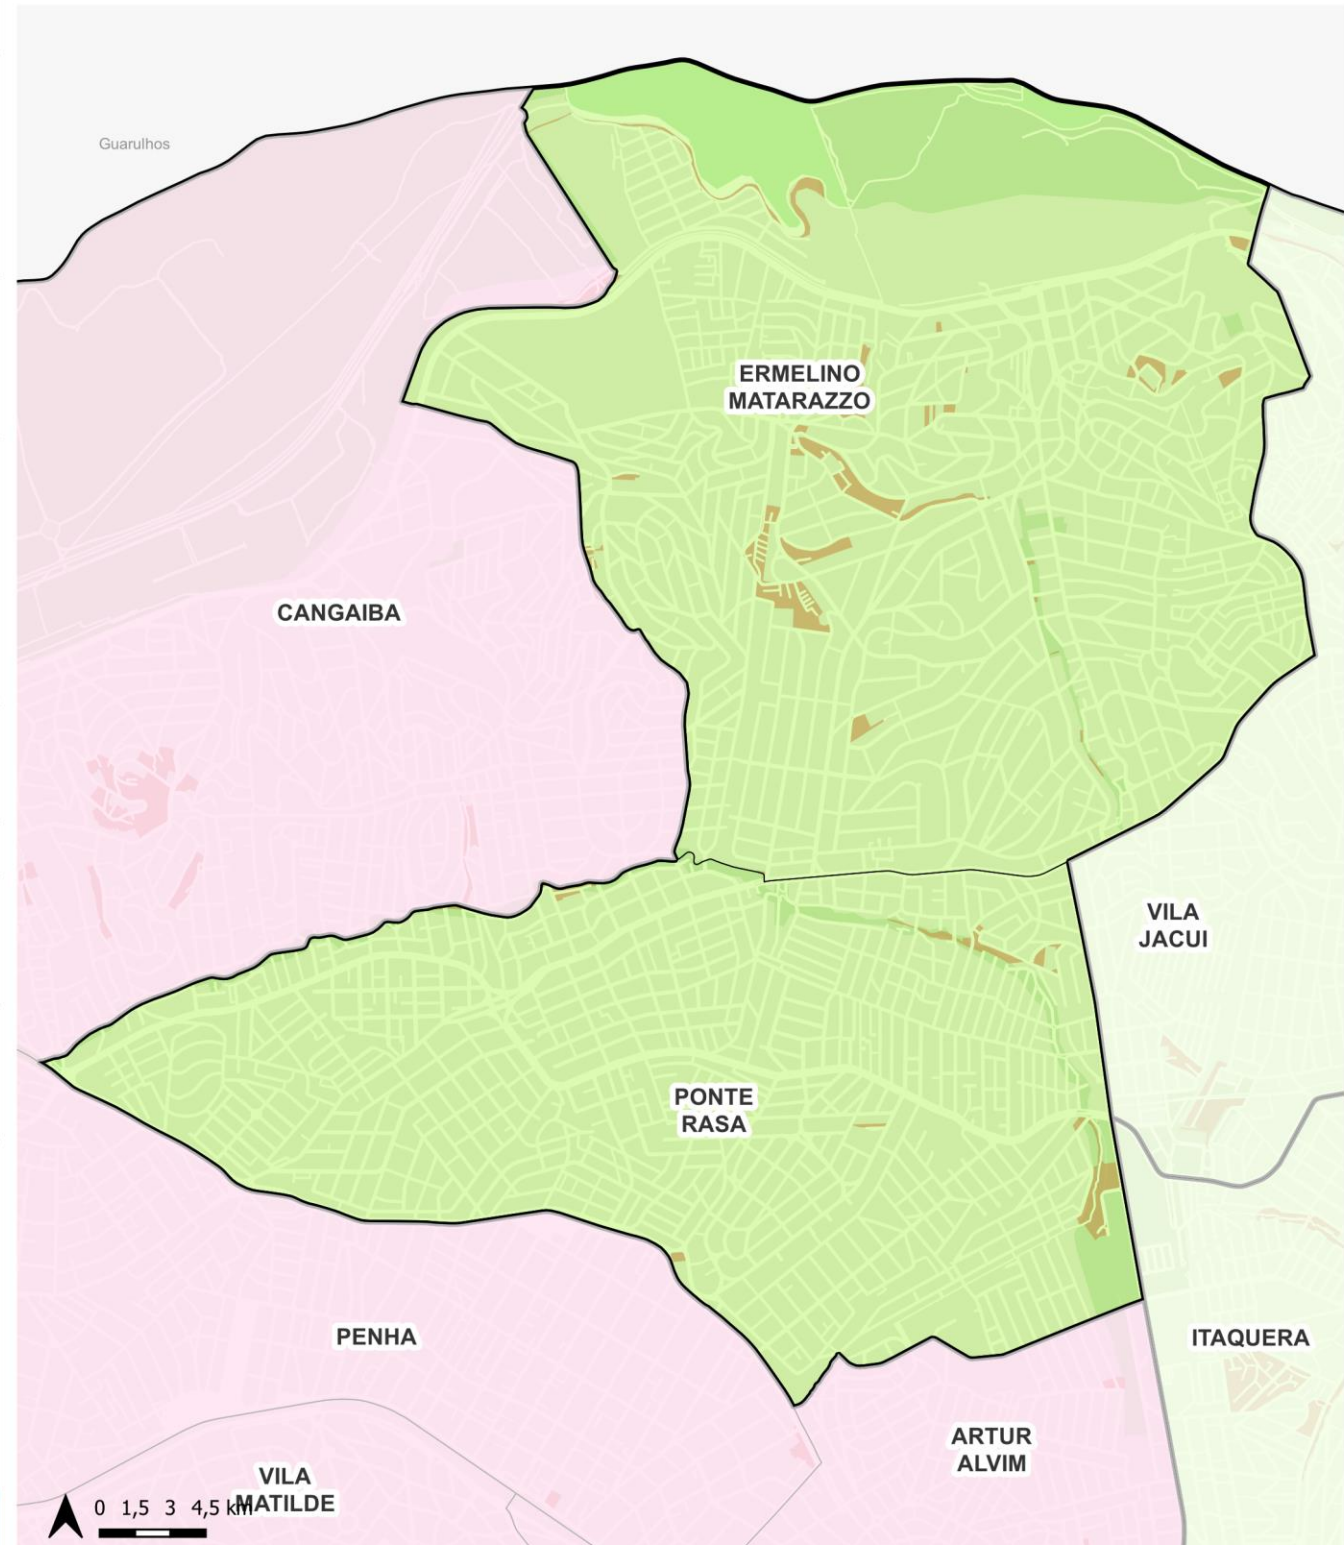 Guarulhos
ERMELINO
MATARAZZO
CANGAIBA
VILA
JACUI
PONTE
RASA
PENHA
ITAQUERA
ARTUR
ALVIM
VILA
MATILDE
0 1,5 3 4,5 km